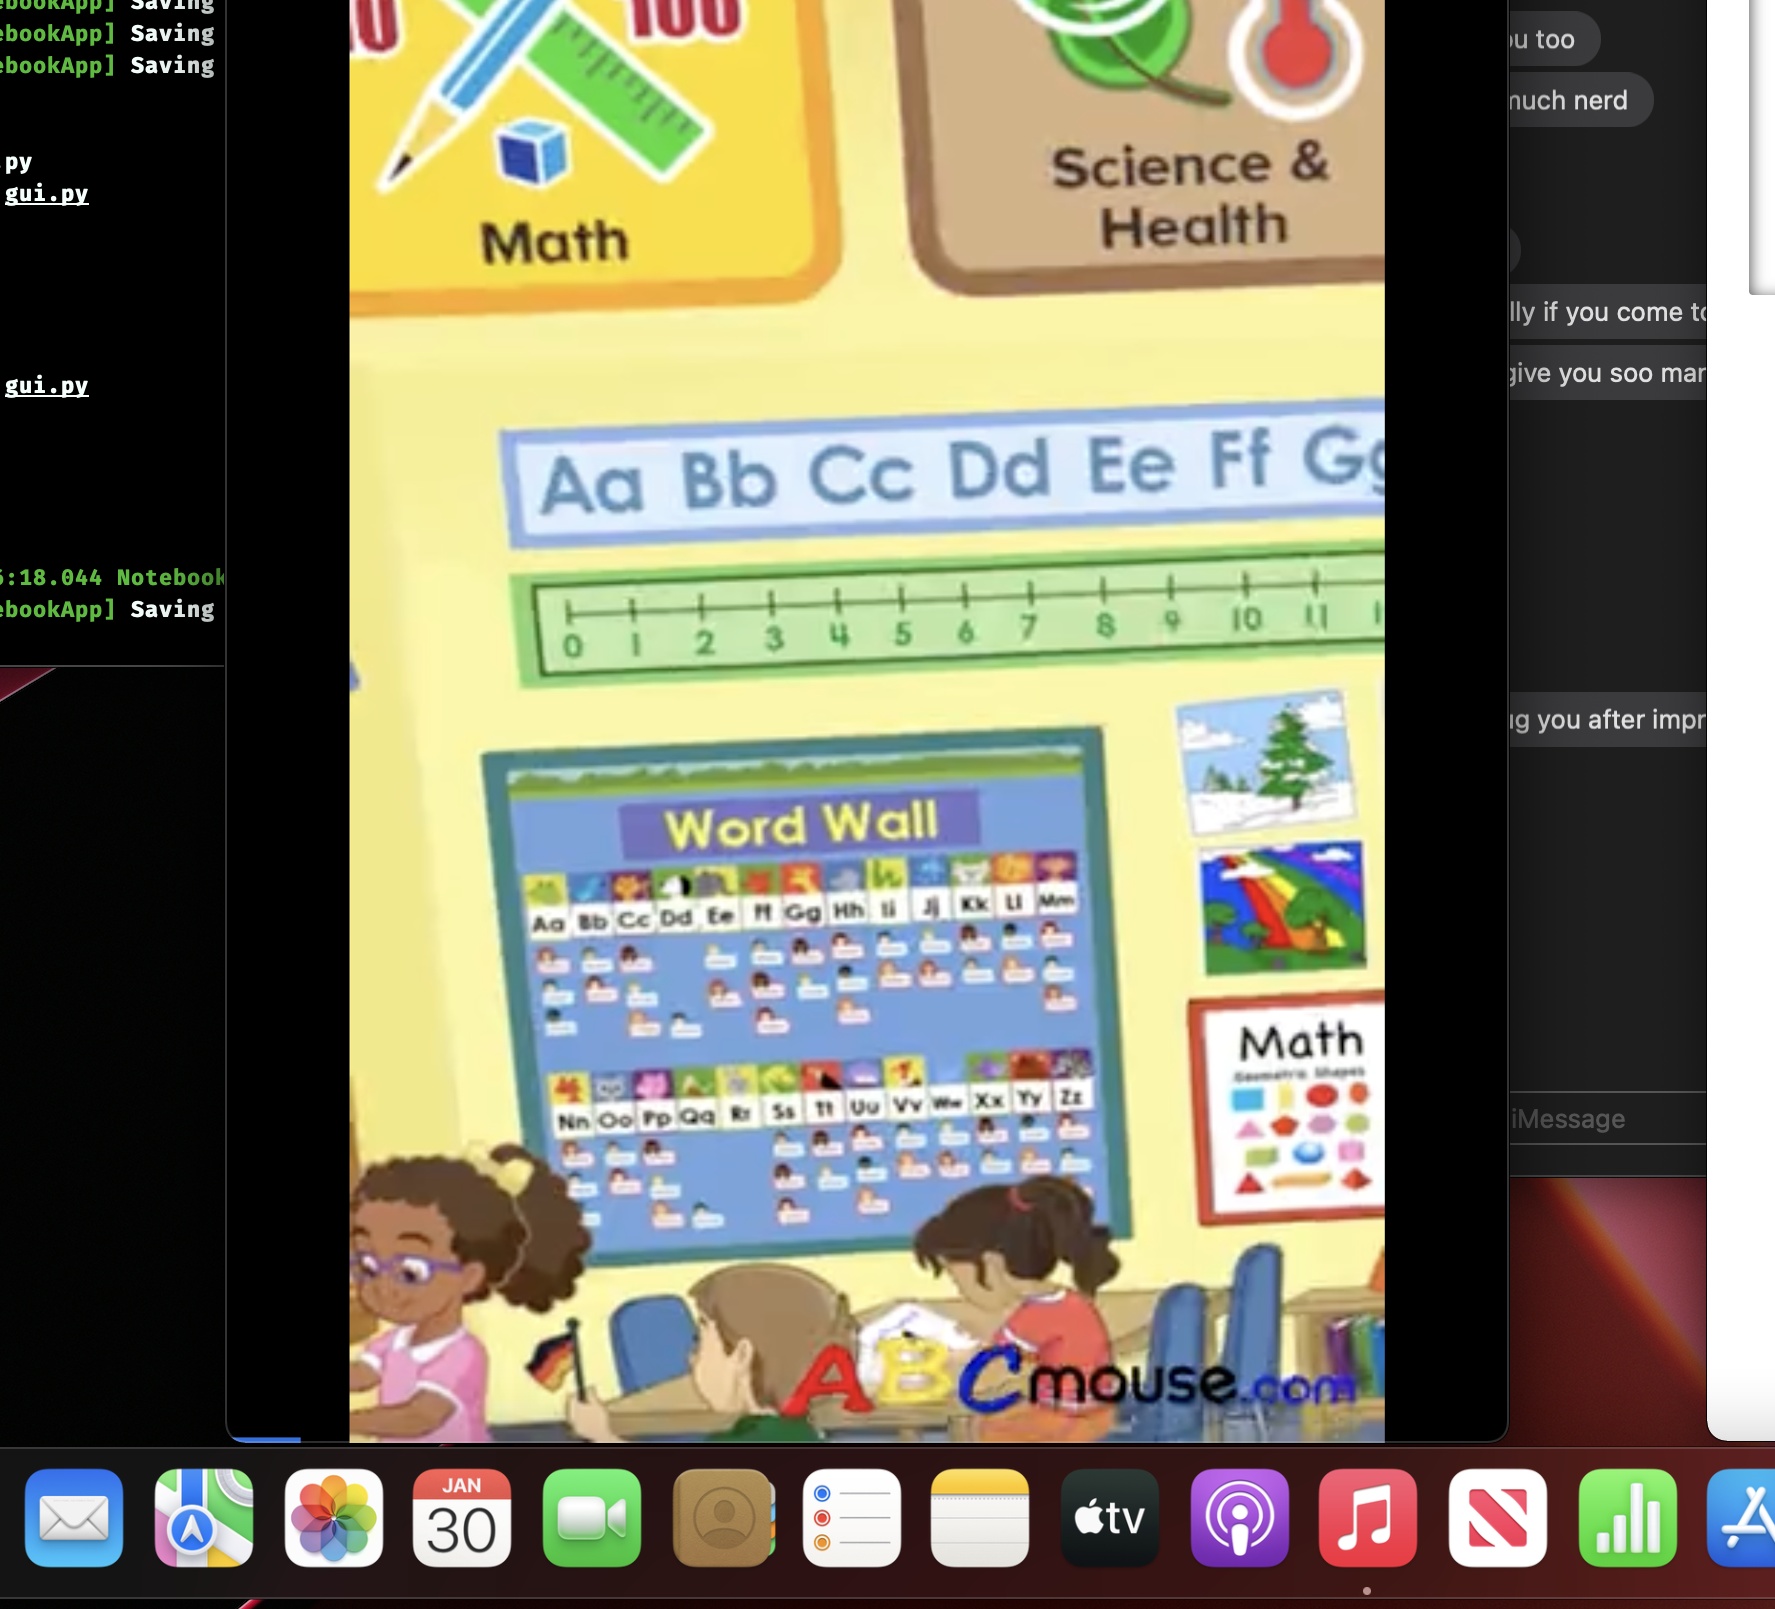 ebookApp] Saving
ebookApp] Saving
ebookApp] Saving
.py
gui.py
gui.py
:18.044 Notebook
ebookApp] Saving
100
Math
Science &
Health
Aa Bb Cc Dd Ee Ff Gg
0 1 2 3 4 5 6 7 8 9 10 11
Word Wall
Aa Bb Cc Dd Ee Ff Gg Hh Ii Jj Kk Ll Mm
Nn Oo Pp Qq Rr Ss Tt Uu Vv Ww Xx Yy Zz
Math
Geometric Shapes
ABCmouse.com
ou too
much nerd
lly if you come to
give you soo mar
ug you after impr
iMessage
JAN
30
tv